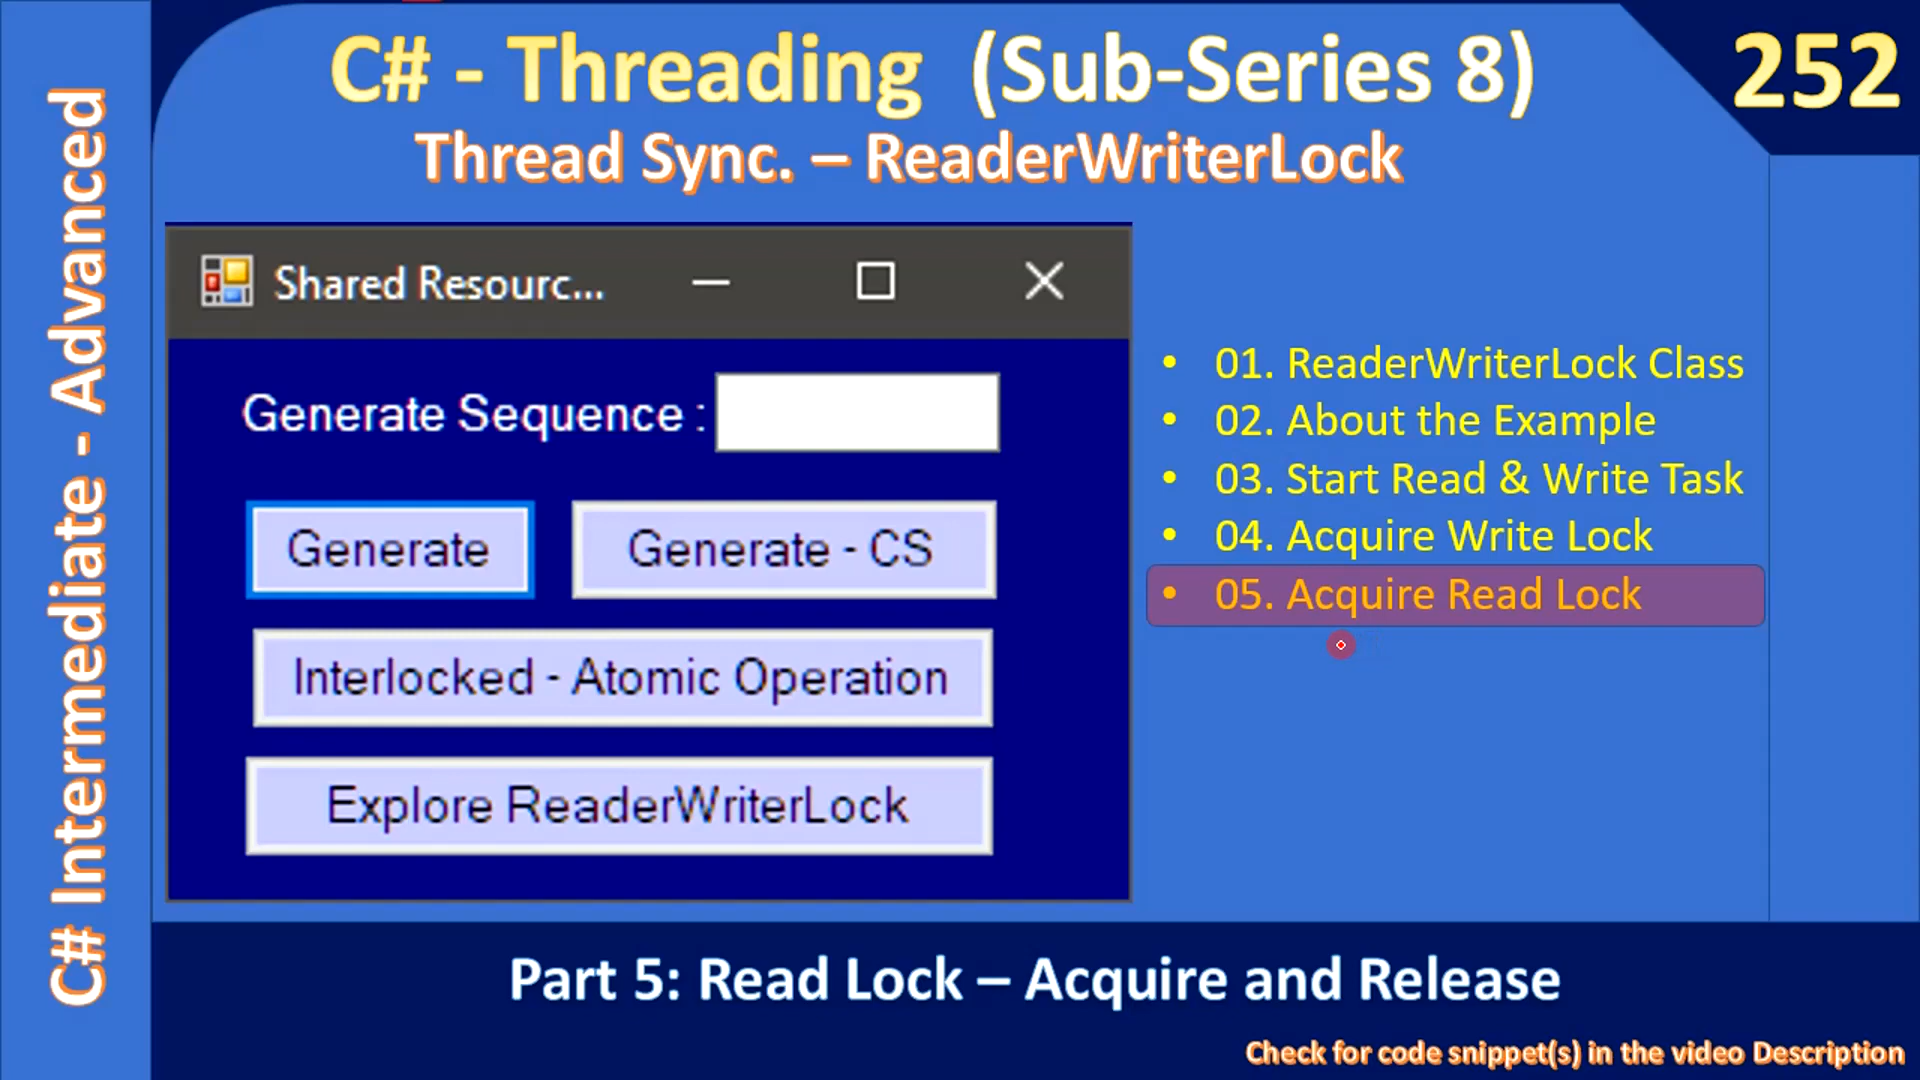 C# - Threading (Sub-Series 8)
252
Thread Sync. – ReaderWriterLock
C# Intermediate - Advanced
Shared Resourc...
Generate Sequence :
Generate
Generate - CS
Interlocked - Atomic Operation
Explore ReaderWriterLock
• 01. ReaderWriterLock Class
• 02. About the Example
• 03. Start Read & Write Task
• 04. Acquire Write Lock
• 05. Acquire Read Lock
Part 5: Read Lock – Acquire and Release
Check for code snippet(s) in the video Description